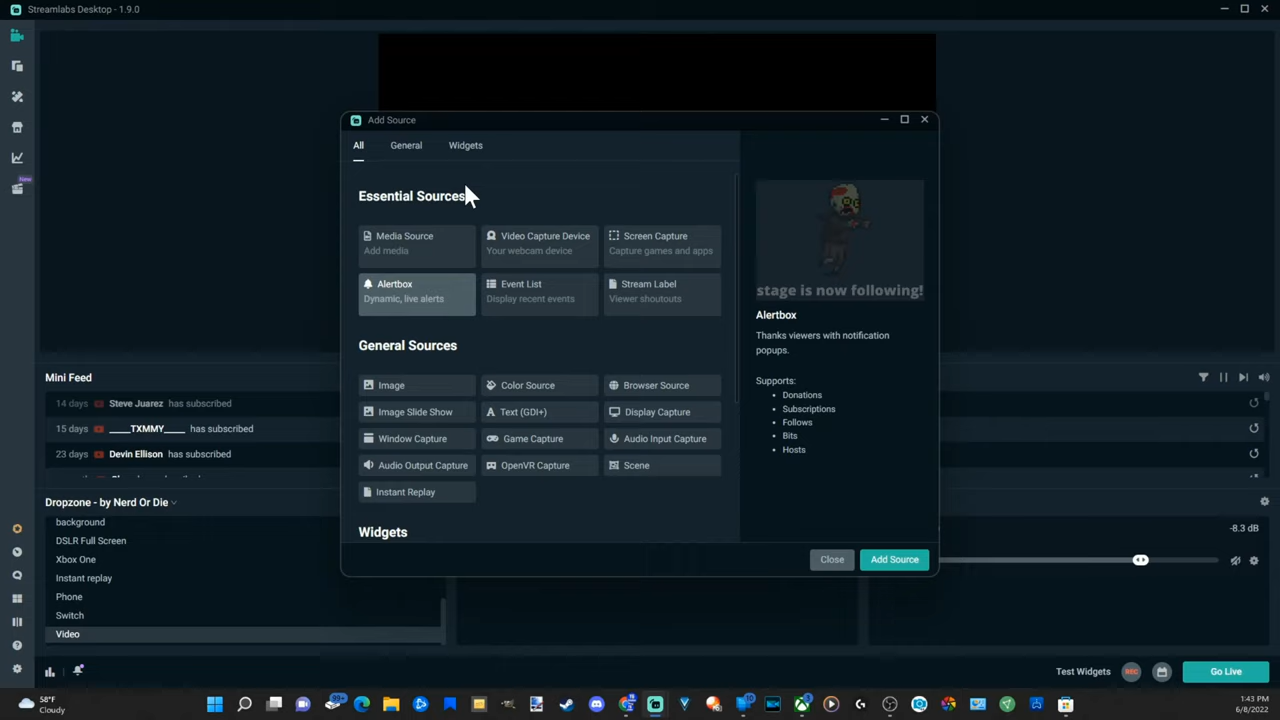 Streamlabs Desktop - 1.9.0
Add Source
All General Widgets
Essential Sources
Media Source
Add media
Video Capture Device
Your webcam device
Screen Capture
Capture games and apps
Alertbox
Dynamic, live alerts
Event List
Display recent events
Stream Label
Viewer shoutouts
General Sources
Image
Color Source
Browser Source
Image Slide Show
Text (GDI+)
Display Capture
Window Capture
Game Capture
Audio Input Capture
Audio Output Capture
OpenVR Capture
Scene
Instant Replay
Widgets
stage is now following!
Alertbox
Thanks viewers with notification
popups.
Supports:
Donations
Subscriptions
Follows
Bits
Hosts
Close
Add Source
New
Mini Feed
14 days Steve Juarez has subscribed
15 days _____TXMMY_____ has subscribed
23 days Devin Ellison has subscribed
Dropzone - by Nerd Or Die
background
DSLR Full Screen
Xbox One
Instant replay
Phone
Switch
Video
-8.3 dB
Test Widgets
REC
Go Live
58°F
Cloudy
99+
10
1:43 PM
6/8/2022